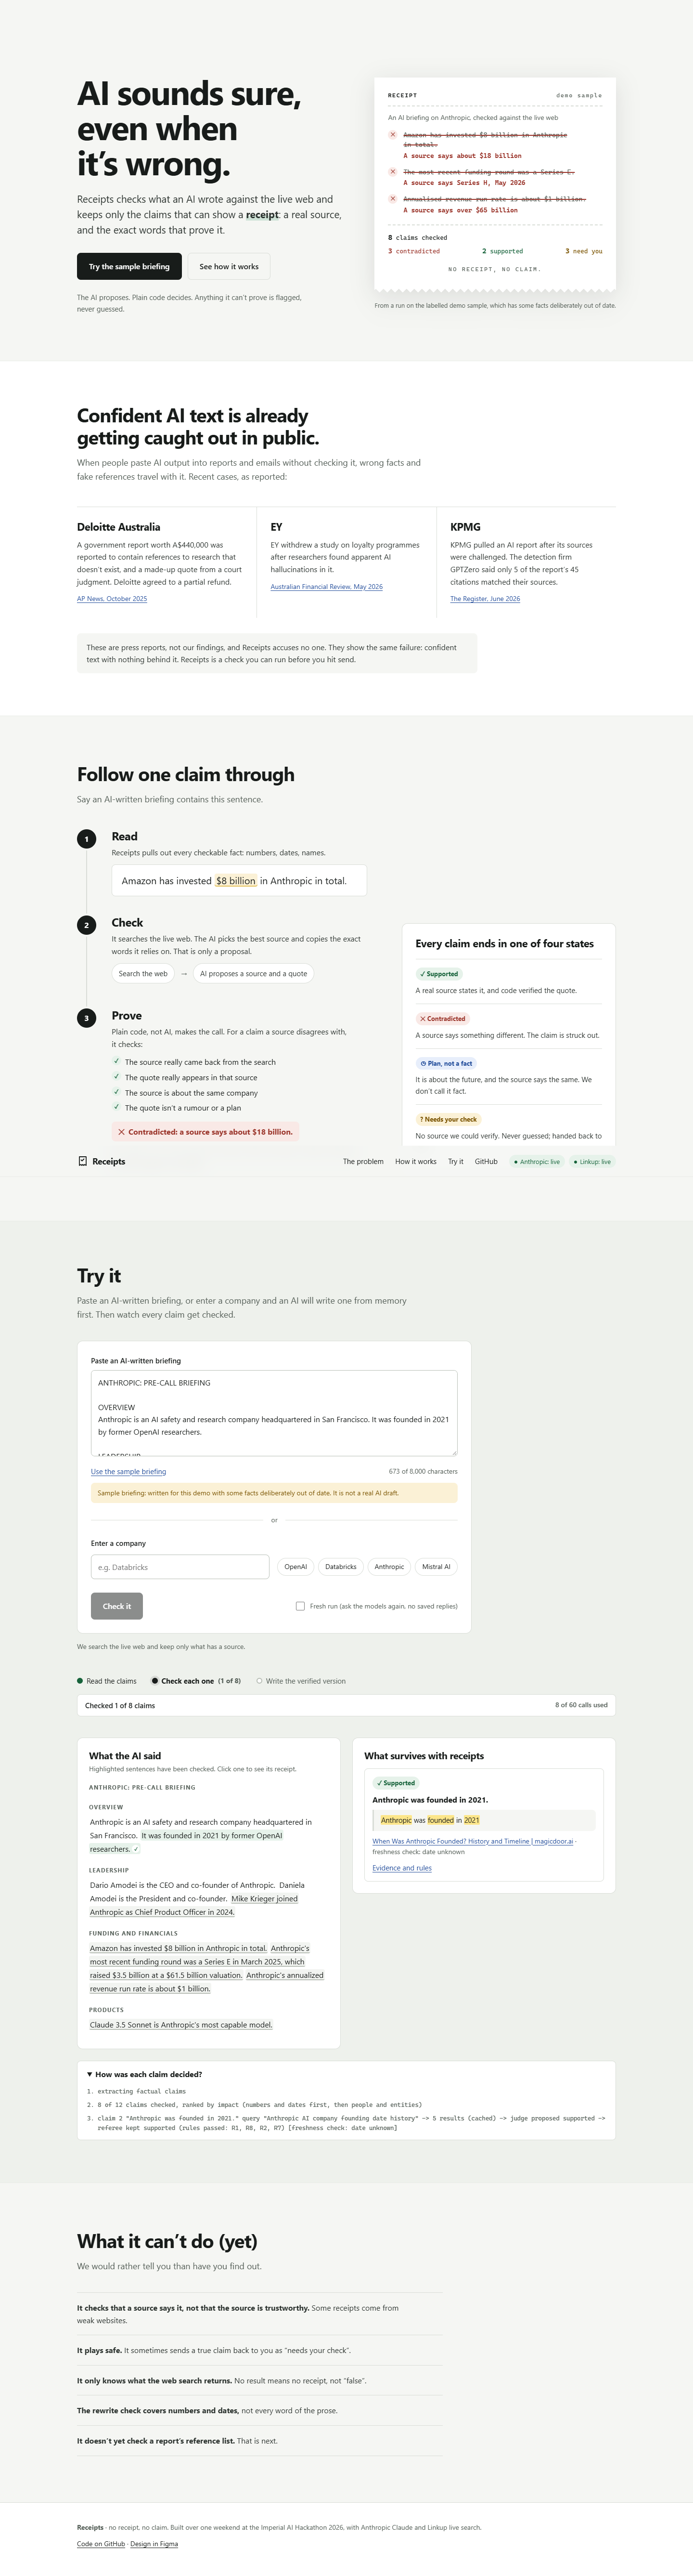 AI sounds sure,
even when
it's wrong.
Receipts checks what an AI wrote against the live web and
keeps only the claims that can show a receipt: a real source,
and the exact words that prove it.
Try the sample briefing
See how it works
The AI proposes. Plain code decides. Anything it can't prove is flagged,
never guessed.
RECEIPT
demo sample
An AI briefing on Anthropic, checked against the live web
Amazon has invested $8 billion in Anthropic
in total.
A source says about $18 billion
The most recent funding round was a Series E.
A source says Series H, May 2026
Annualised revenue run rate is about $1 billion.
A source says over $65 billion
8 claims checked
3 contradicted
2 supported
3 need you
NO RECEIPT, NO CLAIM.
From a run on the labelled demo sample, which has some facts deliberately out of date.
Confident AI text is already
getting caught out in public.
When people paste AI output into reports and emails without checking it, wrong facts and
fake references travel with it. Recent cases, as reported:
Deloitte Australia
A government report worth A$440,000 was
reported to contain references to research that
doesn't exist, and a made-up quote from a court
judgment. Deloitte agreed to a partial refund.
AP News, October 2025
EY
EY withdrew a study on loyalty programmes
after researchers found apparent AI
hallucinations in it.
Australian Financial Review, May 2026
KPMG
KPMG pulled an AI report after its sources
were challenged. The detection firm
GPTZero said only 5 of the report's 45
citations matched their sources.
The Register, June 2026
These are press reports, not our findings, and Receipts accuses no one. They show the same failure: confident
text with nothing behind it. Receipts is a check you can run before you hit send.
Follow one claim through
Say an AI-written briefing contains this sentence.
1
Read
Receipts pulls out every checkable fact: numbers, dates, names.
Amazon has invested $8 billion in Anthropic in total.
2
Check
It searches the live web. The AI picks the best source and copies the exact
words it relies on. That is only a proposal.
Search the web → AI proposes a source and a quote
3
Prove
Plain code, not AI, makes the call. For a claim a source disagrees with,
it checks:
✓ The source really came back from the search
✓ The quote really appears in that source
✓ The source is about the same company
✓ The quote isn't a rumour or a plan
✕ Contradicted: a source says about $18 billion.
Every claim ends in one of four states
✓ Supported
A real source states it, and code verified the quote.
✕ Contradicted
A source says something different. The claim is struck out.
Plan, not a fact
It is about the future, and the source says the same. We
don't call it early.
? Needs your check
No source we could verify. Never guessed; handed back to
Receipts
The problem
How it works
Try it
GitHub
Anthropic: live
Linkup: live
Try it
Paste an AI-written briefing, or enter a company and an AI will write one from memory
first. Then watch every claim get checked.
Paste an AI-written briefing
ANTHROPIC: PRE-CALL BRIEFING
OVERVIEW
Anthropic is an AI safety and research company headquartered in San Francisco. It was founded in 2021
by former OpenAI researchers.
LEADERSHIP
Use the sample briefing
673 of 8,000 characters
Sample briefing: written for this demo with some facts deliberately out of date. It is not a real AI draft.
or
Enter a company
e.g. Databricks
OpenAI
Databricks
Anthropic
Mistral AI
Check it
Fresh run (ask the models again, no saved replies)
We search the live web and keep only what has a source.
Read the claims
Check each one (1 of 8)
Write the verified version
Checked 1 of 8 claims
8 of 60 calls used
What the AI said
Highlighted sentences have been checked. Click one to see its receipt.
ANTHROPIC: PRE-CALL BRIEFING
OVERVIEW
Anthropic is an AI safety and research company headquartered in
San Francisco. It was founded in 2021 by former OpenAI
researchers. ✓
LEADERSHIP
Dario Amodei is the CEO and co-founder of Anthropic. Daniela
Amodei is the President and co-founder. Mike Krieger joined
Anthropic as Chief Product Officer in 2024.
FUNDING AND FINANCIALS
Amazon has invested $8 billion in Anthropic in total. Anthropic's
most recent funding round was a Series E in March 2025, which
raised $3.5 billion at a $61.5 billion valuation. Anthropic's annualized
revenue run rate is about $1 billion.
PRODUCTS
Claude 3.5 Sonnet is Anthropic's most capable model.
What survives with receipts
✓ Supported
Anthropic was founded in 2021.
Anthropic was founded in 2021
When Was Anthropic Founded? History and Timeline | magicdoor.ai ·
freshness check: date unknown
Evidence and rules
▼ How was each claim decided?
1. extracting factual claims
2. 8 of 12 claims checked, ranked by impact (numbers and dates first, then people and entities)
3. claim 2 "Anthropic was founded in 2021." query "Anthropic AI company founding date history" -> 5 results (cached) -> judge proposed supported ->
referee kept supported (rules passed: R1, R8, R2, R7) [freshness check: date unknown]
What it can't do (yet)
We would rather tell you than have you find out.
It checks that a source says it, not that the source is trustworthy. Some receipts come from
weak websites.
It plays safe. It sometimes sends a true claim back to you as "needs your check".
It only knows what the web search returns. No result means no receipt, not "false".
The rewrite check covers numbers and dates, not every word of the prose.
It doesn't yet check a report's reference list. That is next.
Receipts · no receipt, no claim. Built over one weekend at the Imperial AI Hackathon 2026, with Anthropic Claude and Linkup live search.
Code on GitHub · Design in Figma